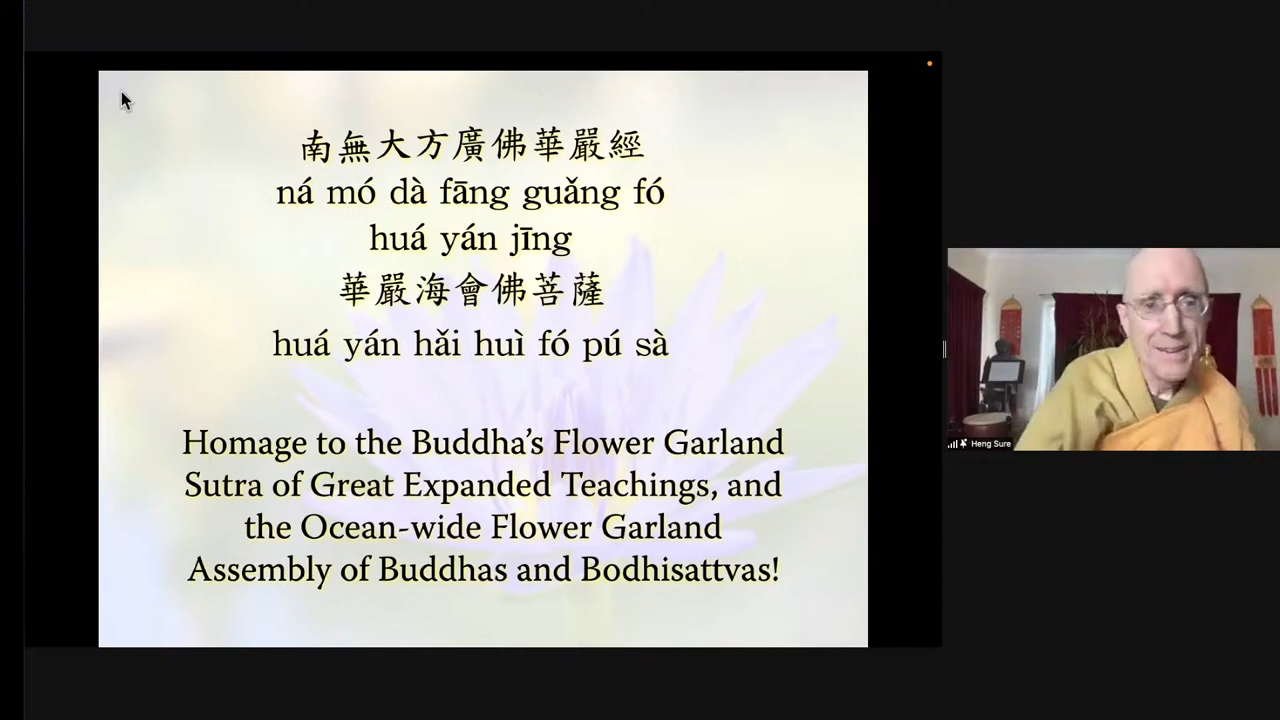 南無大方廣佛華嚴經
ná mó dà fāng guǎng fó
huá yán jīng
華嚴海會佛菩薩
huá yán hǎi huì fó pú sà
Homage to the Buddha’s Flower Garland
Sutra of Great Expanded Teachings, and
the Ocean-wide Flower Garland
Assembly of Buddhas and Bodhisattvas!
Heng Sure